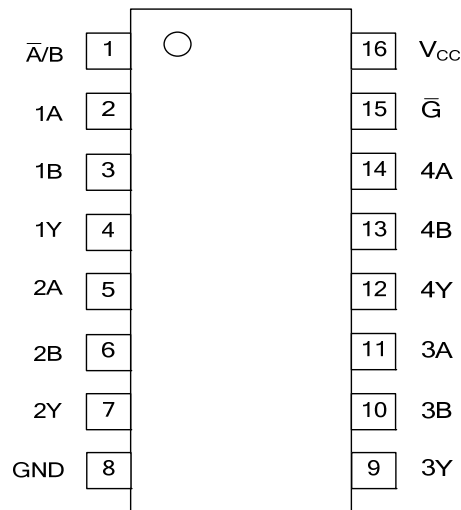 A̅/B 1 16 VCC
1A 2 15 G̅
1B 3 14 4A
1Y 4 13 4B
2A 5 12 4Y
2B 6 11 3A
2Y 7 10 3B
GND 8 9 3Y